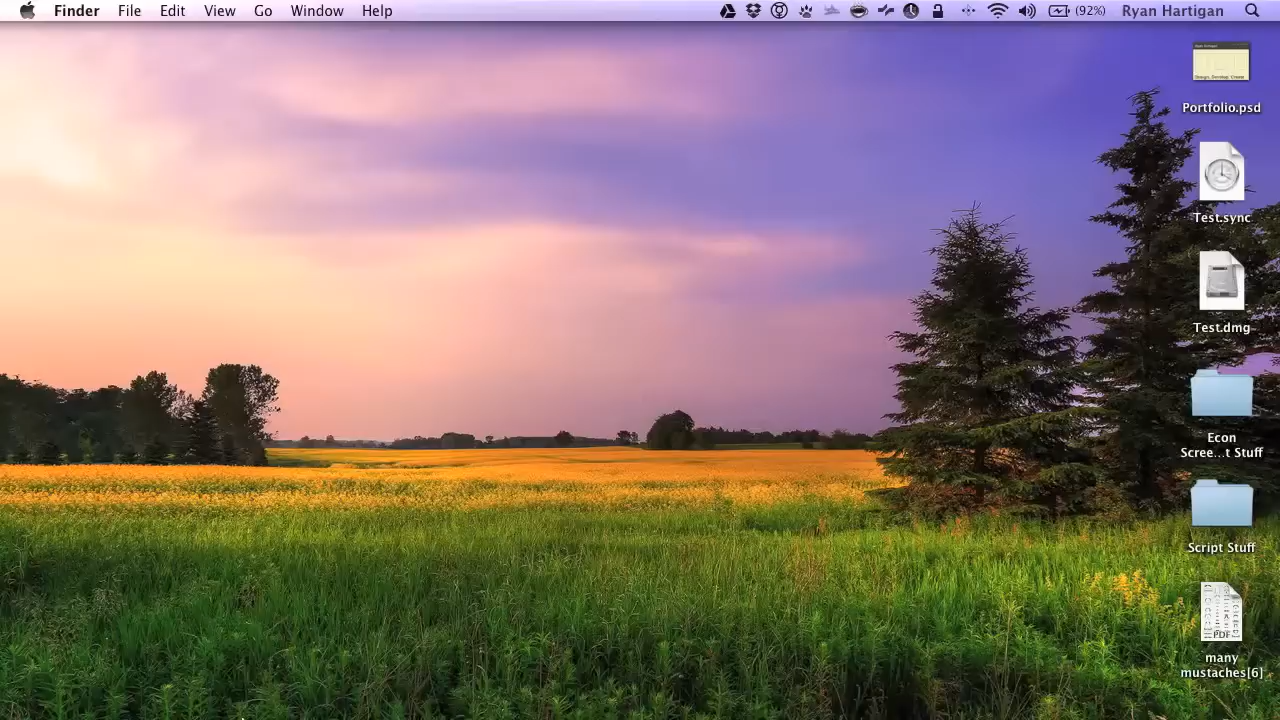 Finder File Edit View Go Window Help (92%) Ryan Hartigan
Portfolio.psd
Test.sync
Test.dmg
Econ
Scree...t Stuff
Script Stuff
PDF
many
mustaches[6]